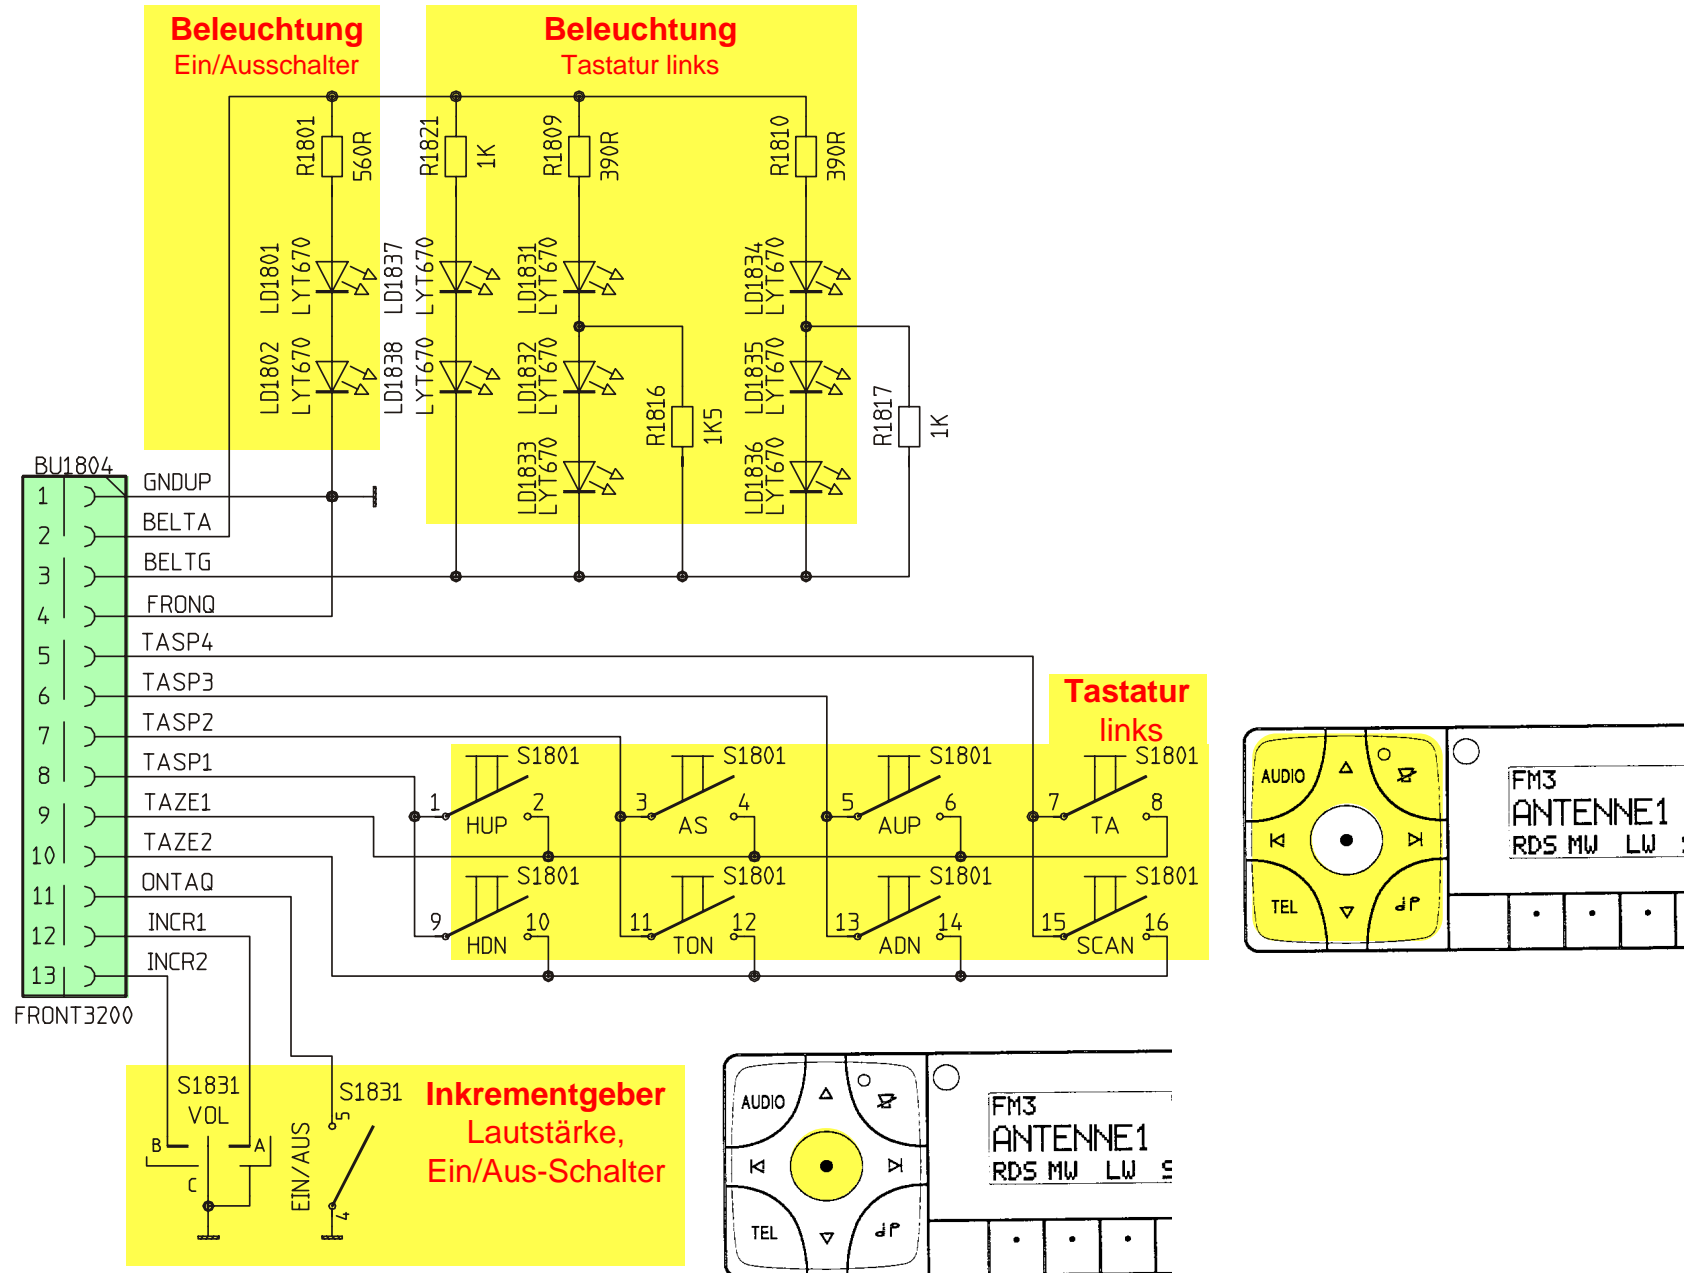 Beleuchtung
Ein/Ausschalter
Beleuchtung
Tastatur links
R1801
560R
R1821
1K
R1809
390R
R1810
390R
LD1801
LYT670
LD1837
LYT670
LD1831
LYT670
LD1834
LYT670
LD1802
LYT670
LD1838
LYT670
LD1832
LYT670
LD1835
LYT670
R1816
1K5
R1817
1K
LD1833
LYT670
LD1836
LYT670
BU1804
1 GNDUP
2 BELTA
3 BELTG
4 FRONQ
5 TASP4
6 TASP3
7 TASP2
8 TASP1
9 TAZE1
10 TAZE2
11 ONTAQ
12 INCR1
13 INCR2
FRONT3200
Tastatur
links
S1801 S1801 S1801 S1801
1 2 3 4 5 6 7 8
HUP AS AUP TA
S1801 S1801 S1801 S1801
9 10 11 12 13 14 15 16
HDN TON ADN SCAN
AUDIO
TEL
FM3
ANTENNE1
RDS MW LW
S1831
VOL
B A
C
S1831
5
EIN/AUS
4
Inkrementgeber
Lautstärke,
Ein/Aus-Schalter
AUDIO
TEL
FM3
ANTENNE1
RDS MW LW